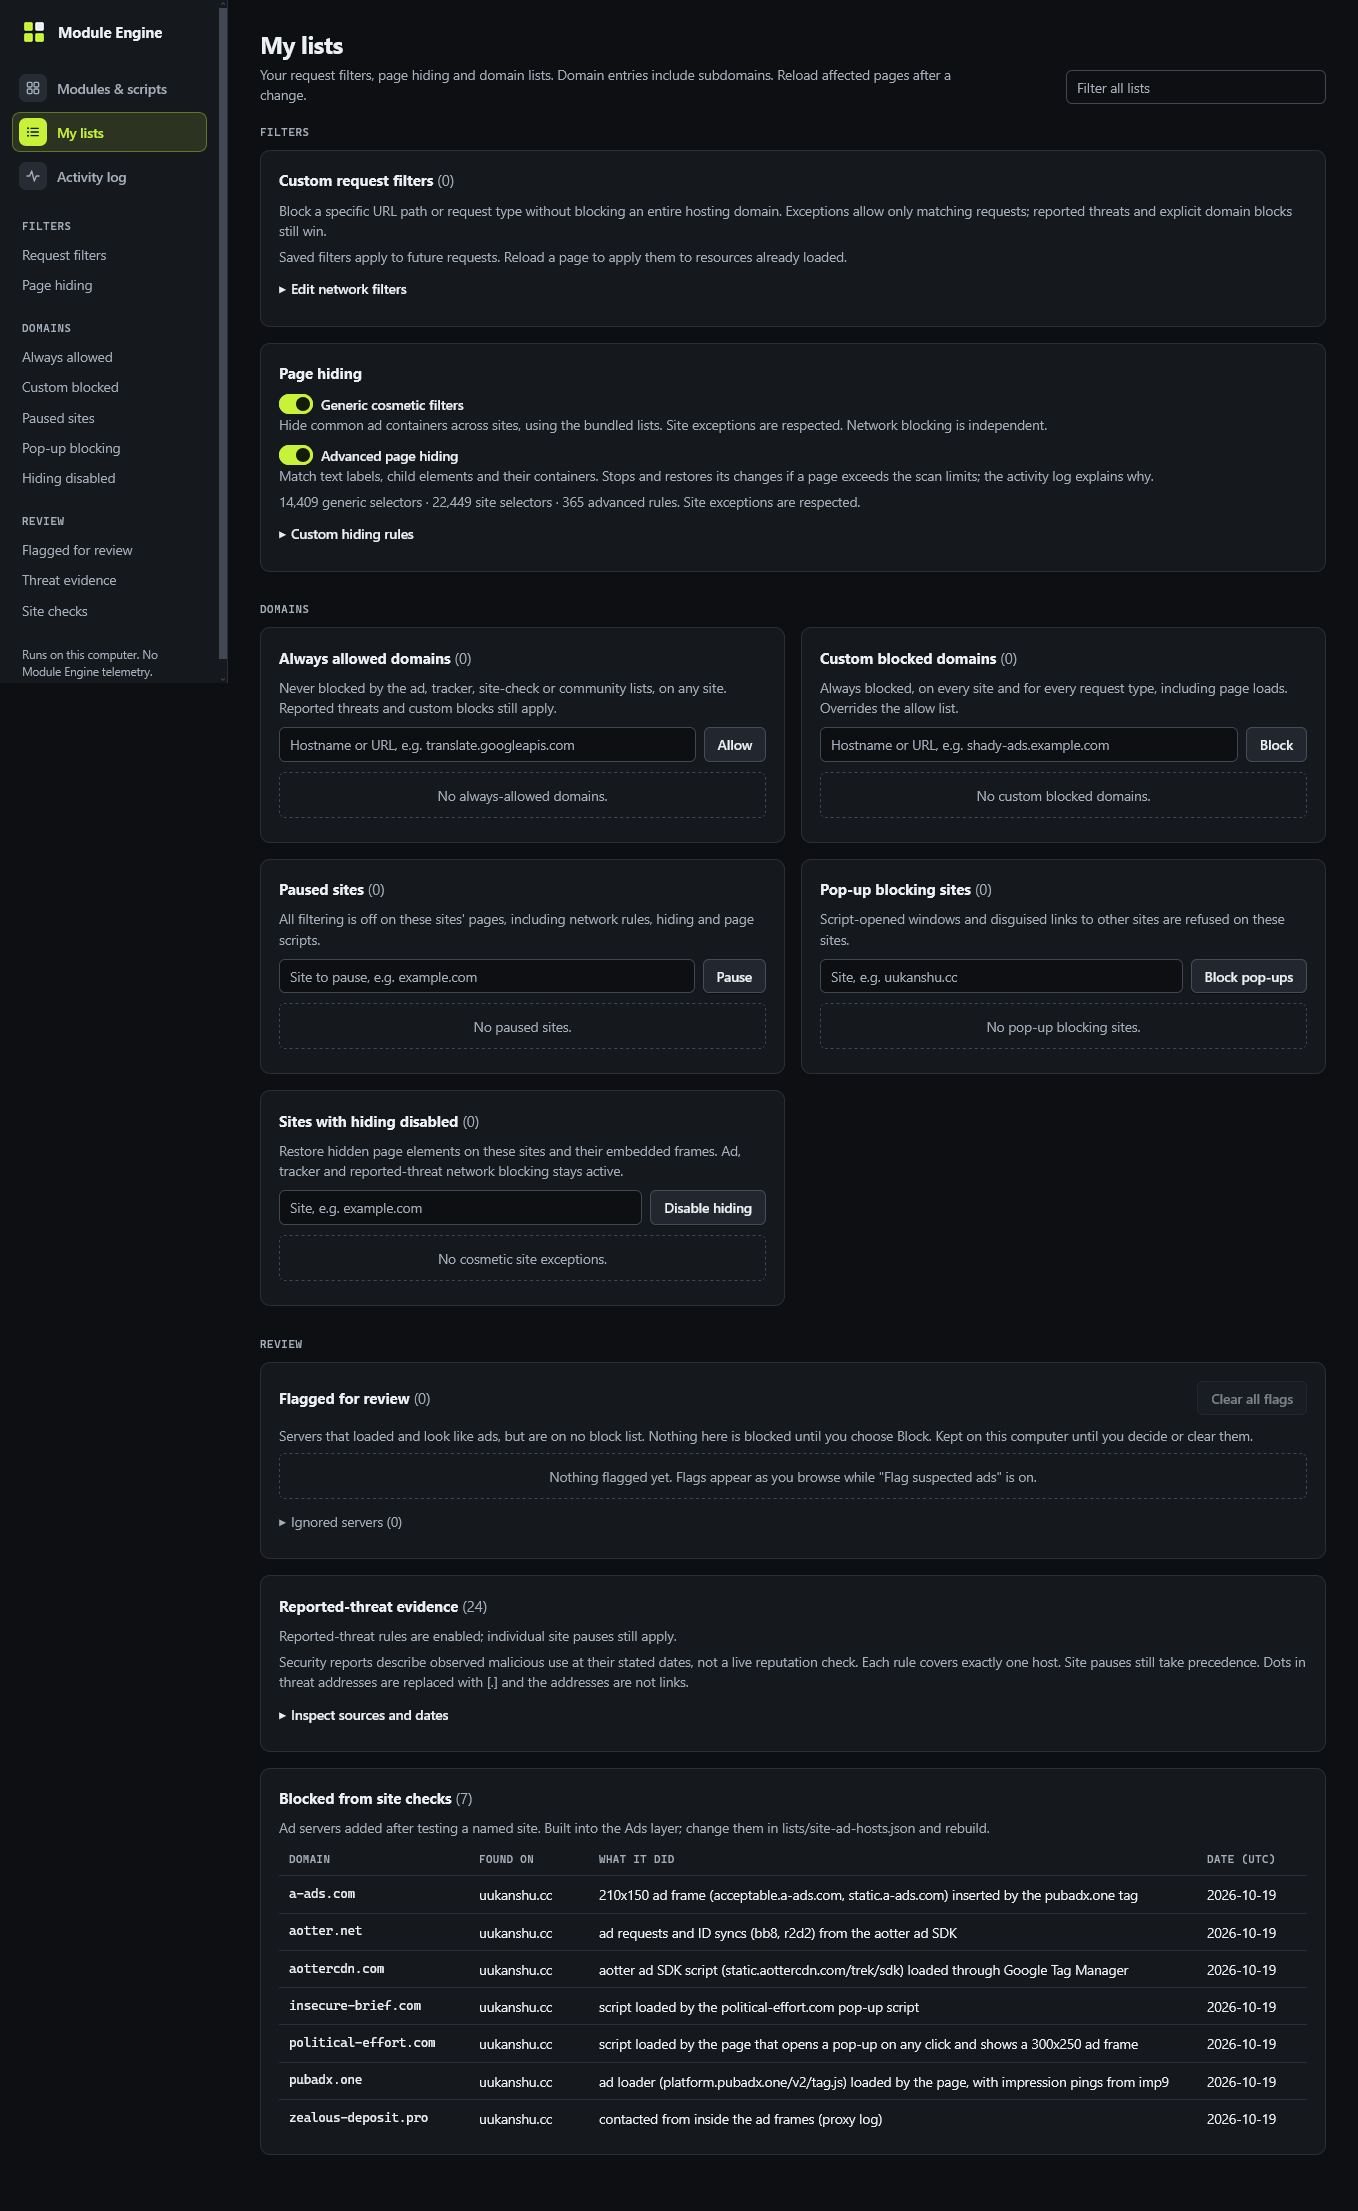 Module Engine
Modules & scripts
My lists
Activity log
FILTERS
Request filters
Page hiding
DOMAINS
Always allowed
Custom blocked
Paused sites
Pop-up blocking
Hiding disabled
REVIEW
Flagged for review
Threat evidence
Site checks
Runs on this computer. No
Module Engine telemetry.
My lists
Your request filters, page hiding and domain lists. Domain entries include subdomains. Reload affected pages after a
change.
Filter all lists
FILTERS
Custom request filters (0)
Block a specific URL path or request type without blocking an entire hosting domain. Exceptions allow only matching requests; reported threats and explicit domain blocks
still win.
Saved filters apply to future requests. Reload a page to apply them to resources already loaded.
▸ Edit network filters
Page hiding
Generic cosmetic filters
Hide common ad containers across sites, using the bundled lists. Site exceptions are respected. Network blocking is independent.
Advanced page hiding
Match text labels, child elements and their containers. Stops and restores its changes if a page exceeds the scan limits; the activity log explains why.
14,409 generic selectors · 22,449 site selectors · 365 advanced rules. Site exceptions are respected.
▸ Custom hiding rules
DOMAINS
Always allowed domains (0)
Never blocked by the ad, tracker, site-check or community lists, on any site.
Reported threats and custom blocks still apply.
Hostname or URL, e.g. translate.googleapis.com
Allow
No always-allowed domains.
Custom blocked domains (0)
Always blocked, on every site and for every request type, including page loads.
Overrides the allow list.
Hostname or URL, e.g. shady-ads.example.com
Block
No custom blocked domains.
Paused sites (0)
All filtering is off on these sites' pages, including network rules, hiding and page
scripts.
Site to pause, e.g. example.com
Pause
No paused sites.
Pop-up blocking sites (0)
Script-opened windows and disguised links to other sites are refused on these
sites.
Site, e.g. uukanshu.cc
Block pop-ups
No pop-up blocking sites.
Sites with hiding disabled (0)
Restore hidden page elements on these sites and their embedded frames. Ad,
tracker and reported-threat network blocking stays active.
Site, e.g. example.com
Disable hiding
No cosmetic site exceptions.
REVIEW
Flagged for review (0)
Clear all flags
Servers that loaded and look like ads, but are on no block list. Nothing here is blocked until you choose Block. Kept on this computer until you decide or clear them.
Nothing flagged yet. Flags appear as you browse while "Flag suspected ads" is on.
▸ Ignored servers (0)
Reported-threat evidence (24)
Reported-threat rules are enabled; individual site pauses still apply.
Security reports describe observed malicious use at their stated dates, not a live reputation check. Each rule covers exactly one host. Site pauses still take precedence. Dots in
threat addresses are replaced with [.] and the addresses are not links.
▸ Inspect sources and dates
Blocked from site checks (7)
Ad servers added after testing a named site. Built into the Ads layer; change them in lists/site-ad-hosts.json and rebuild.
DOMAIN FOUND ON WHAT IT DID DATE (UTC)
a-ads.com uukanshu.cc 210x150 ad frame (acceptable.a-ads.com, static.a-ads.com) inserted by the pubadx.one tag 2026-10-19
aotter.net uukanshu.cc ad requests and ID syncs (bb8, r2d2) from the aotter ad SDK 2026-10-19
aottercdn.com uukanshu.cc aotter ad SDK script (static.aottercdn.com/trek/sdk) loaded through Google Tag Manager 2026-10-19
insecure-brief.com uukanshu.cc script loaded by the political-effort.com pop-up script 2026-10-19
political-effort.com uukanshu.cc script loaded by the page that opens a pop-up on any click and shows a 300x250 ad frame 2026-10-19
pubadx.one uukanshu.cc ad loader (platform.pubadx.one/v2/tag.js) loaded by the page, with impression pings from imp9 2026-10-19
zealous-deposit.pro uukanshu.cc contacted from inside the ad frames (proxy log) 2026-10-19